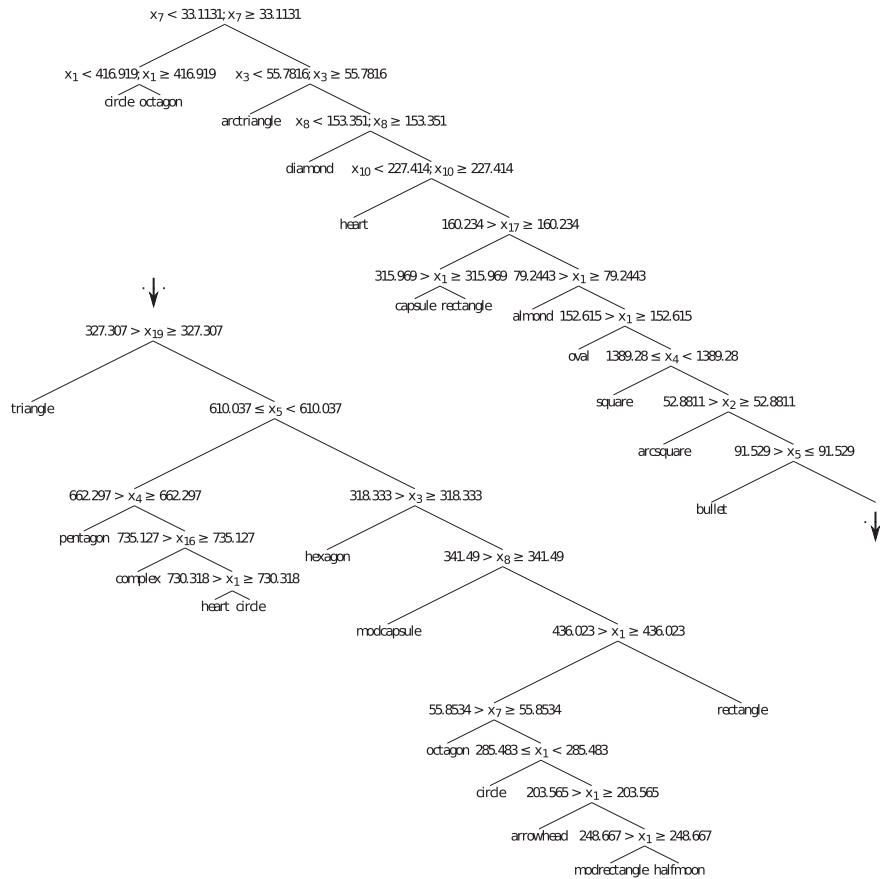 x7 < 33.1131; x7 ≥ 33.1131
x1 < 416.919; x1 ≥ 416.919 x3 < 55.7816; x3 ≥ 55.7816
circle octagon
arctriangle x8 < 153.351; x8 ≥ 153.351
diamond x10 < 227.414; x10 ≥ 227.414
heart 160.234 > x17 ≥ 160.234
315.969 > x1 ≥ 315.969 79.2443 > x1 ≥ 79.2443
capsule rectangle
almond 152.615 > x1 ≥ 152.615
oval 1389.28 ≤ x4 < 1389.28
square 52.8811 > x2 ≥ 52.8811
arcsquare 91.529 > x5 ≤ 91.529
bullet
327.307 > x19 ≥ 327.307
triangle 610.037 ≤ x5 < 610.037
662.297 > x4 ≥ 662.297 318.333 > x3 ≥ 318.333
pentagon 735.127 > x16 ≥ 735.127
hexagon 341.49 > x8 ≥ 341.49
complex 730.318 > x1 ≥ 730.318
heart circle
modcapsule 436.023 > x1 ≥ 436.023
55.8534 > x7 ≥ 55.8534 rectangle
octagon 285.483 ≤ x1 < 285.483
circle 203.565 > x1 ≥ 203.565
arrowhead 248.667 > x1 ≥ 248.667
modrectangle halfmoon